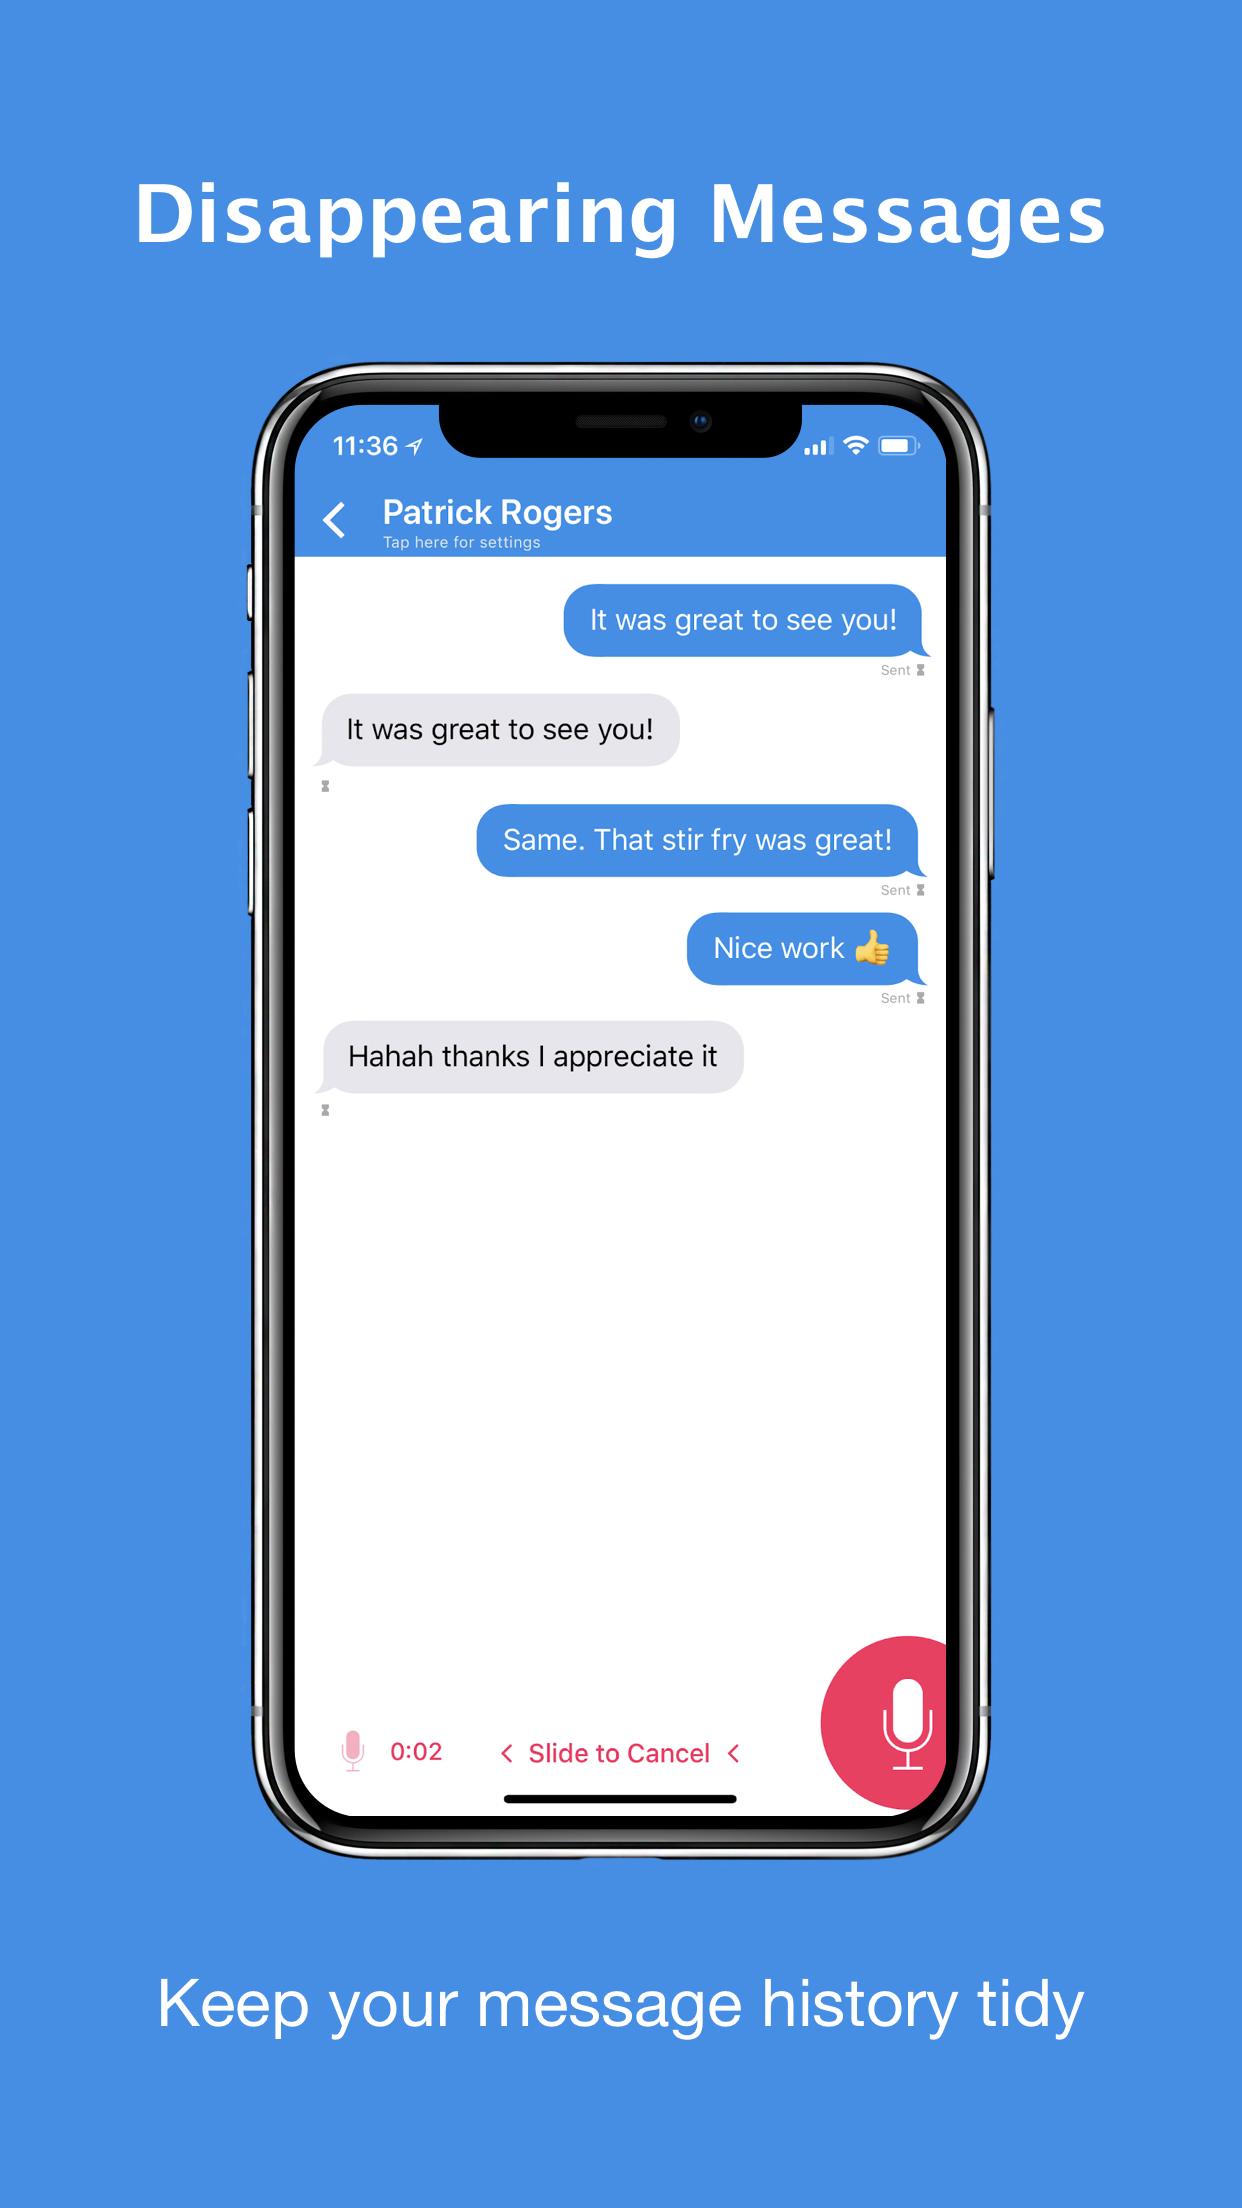 Disappearing Messages
11:36
Patrick Rogers
Tap here for settings
It was great to see you!
Sent
It was great to see you!
Same. That stir fry was great!
Sent
Nice work 👍
Sent
Hahah thanks I appreciate it
0:02
< Slide to Cancel <
Keep your message history tidy